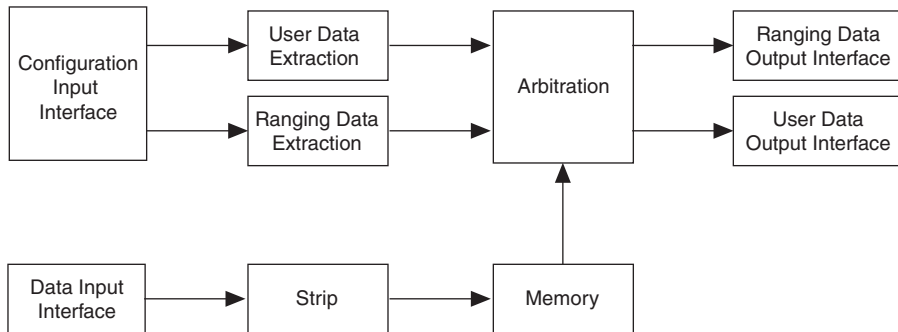 Configuration
Input
Interface
User Data
Extraction
Ranging Data
Extraction
Arbitration
Ranging Data
Output Interface
User Data
Output Interface
Data Input
Interface
Strip
Memory